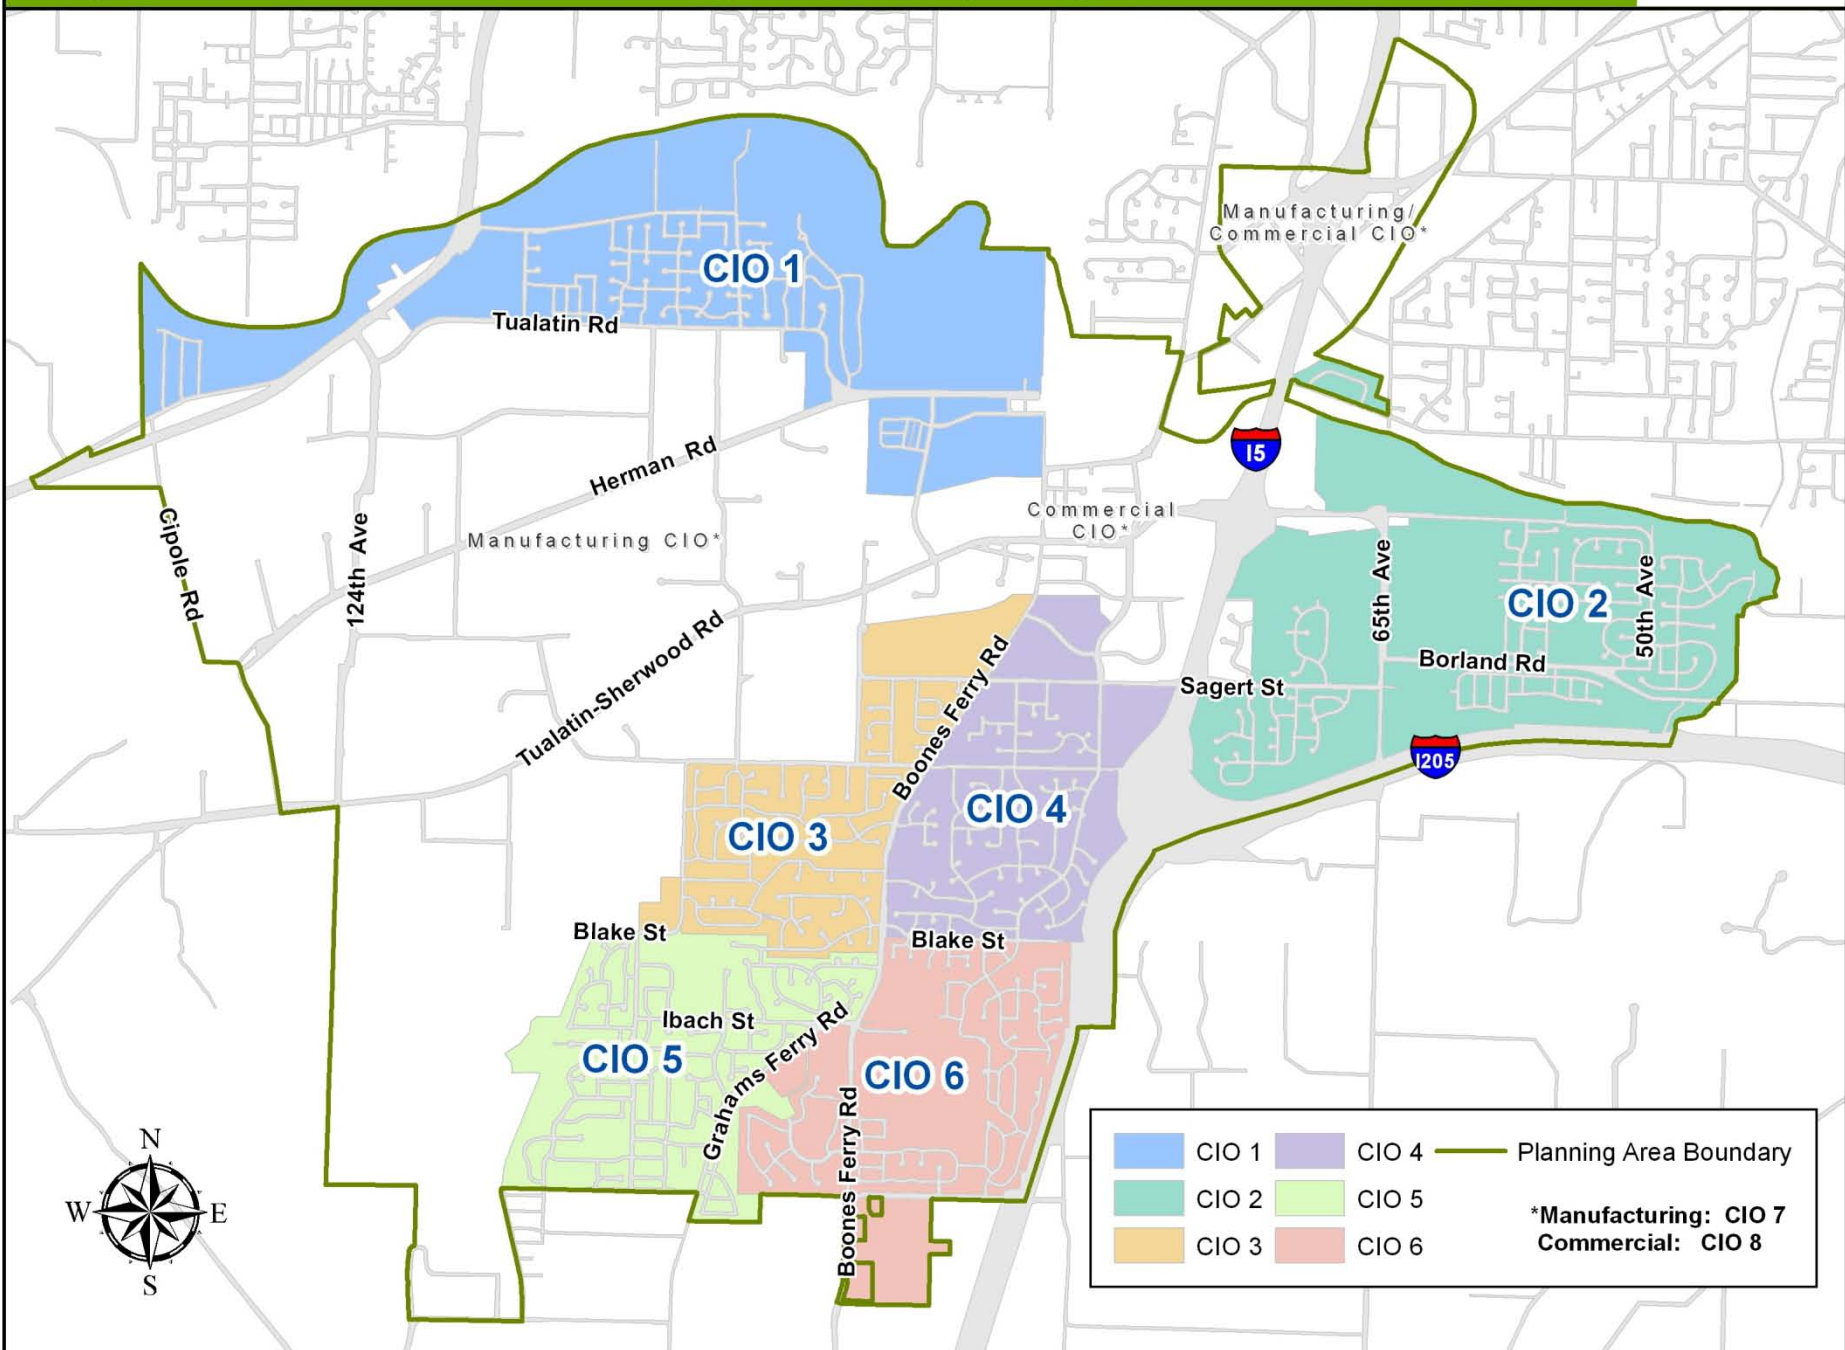 Manufacturing/
Commercial CIO*
CIO 1
Tualatin Rd
I5
Herman Rd
Commercial
CIO*
Manufacturing CIO*
Cipole Rd
124th Ave
65th Ave
50th Ave
CIO 2
Borland Rd
Sagert St
Tualatin-Sherwood Rd
Boones Ferry Rd
I205
CIO 4
CIO 3
Blake St
Blake St
Ibach St
CIO 5
Grahams Ferry Rd
CIO 6
Boones Ferry Rd
N
W
E
S
CIO 1
CIO 4
Planning Area Boundary
CIO 2
CIO 5
CIO 3
CIO 6
*Manufacturing: CIO 7
Commercial: CIO 8